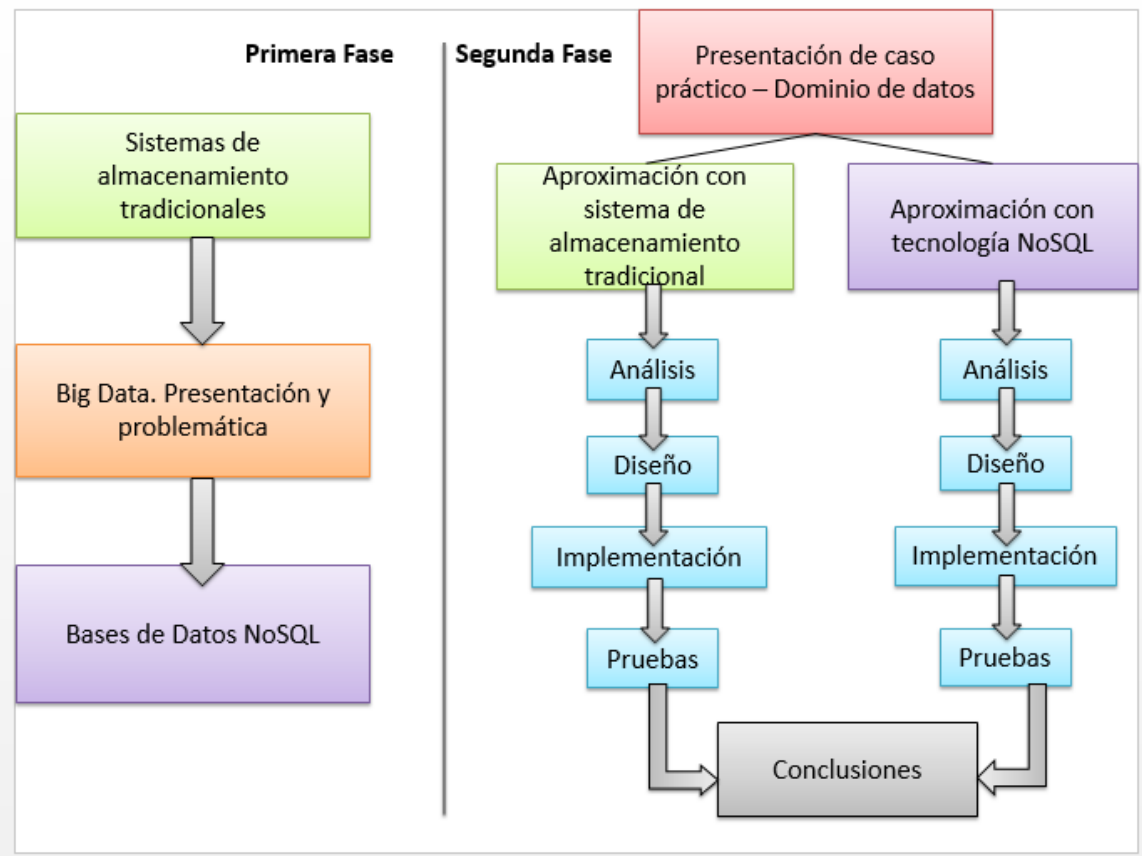 Primera Fase
Sistemas de
almacenamiento
tradicionales
Big Data. Presentación y
problemática
Bases de Datos NoSQL
Segunda Fase
Presentación de caso
práctico – Dominio de datos
Aproximación con
sistema de
almacenamiento
tradicional
Análisis
Diseño
Implementación
Pruebas
Aproximación con
tecnología NoSQL
Análisis
Diseño
Implementación
Pruebas
Conclusiones